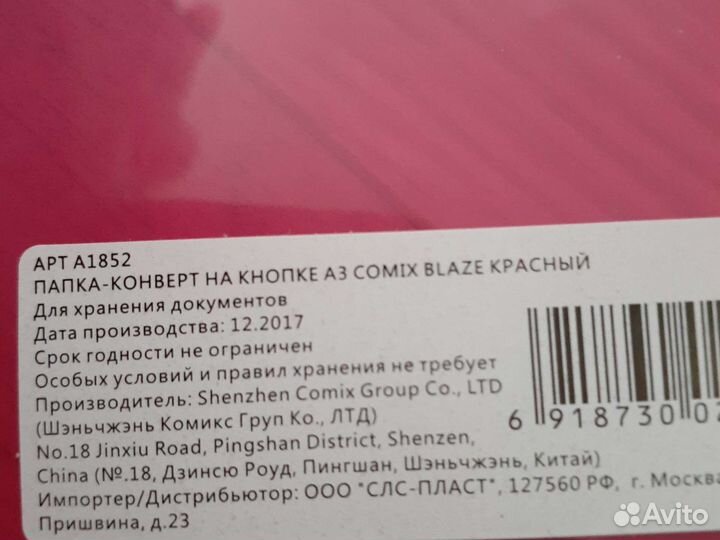 АРТ A1852
ПАПКА-КОНВЕРТ НА КНОПКЕ А3 COMIX BLAZE КРАСНЫЙ
Для хранения документов
Дата производства: 12.2017
Срок годности не ограничен
Особых условий и правил хранения не требует
Производитель: Shenzhen Comix Group Co., LTD
(Шэньчжэнь Комикс Груп Ко., ЛТД)
No.18 Jinxiu Road, Pingshan District, Shenzen,
China (№.18, Дзинсю Роуд, Пингшан, Шэньчжэнь, Китай)
Импортер/Дистрибьютор: ООО "СЛС-ПЛАСТ", 127560 РФ, г. Москва
Пришвина, д.23
6 918730 0
Avito